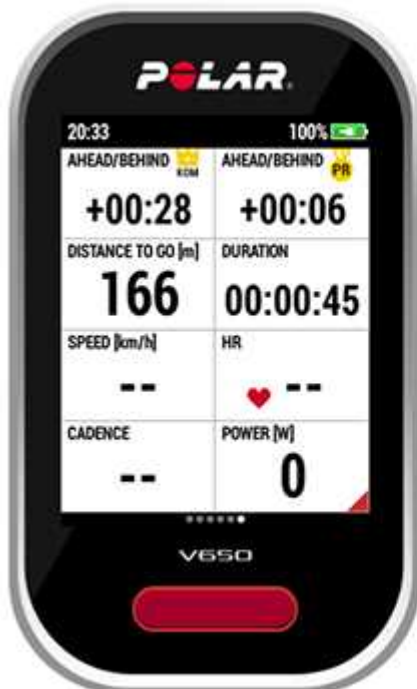 POLAR
20:33 100%
AHEAD/BEHIND KOM AHEAD/BEHIND PR
+00:28 +00:06
DISTANCE TO GO [m] DURATION
166 00:00:45
SPEED [km/h] HR
-- --
CADENCE POWER [W]
-- 0
V650